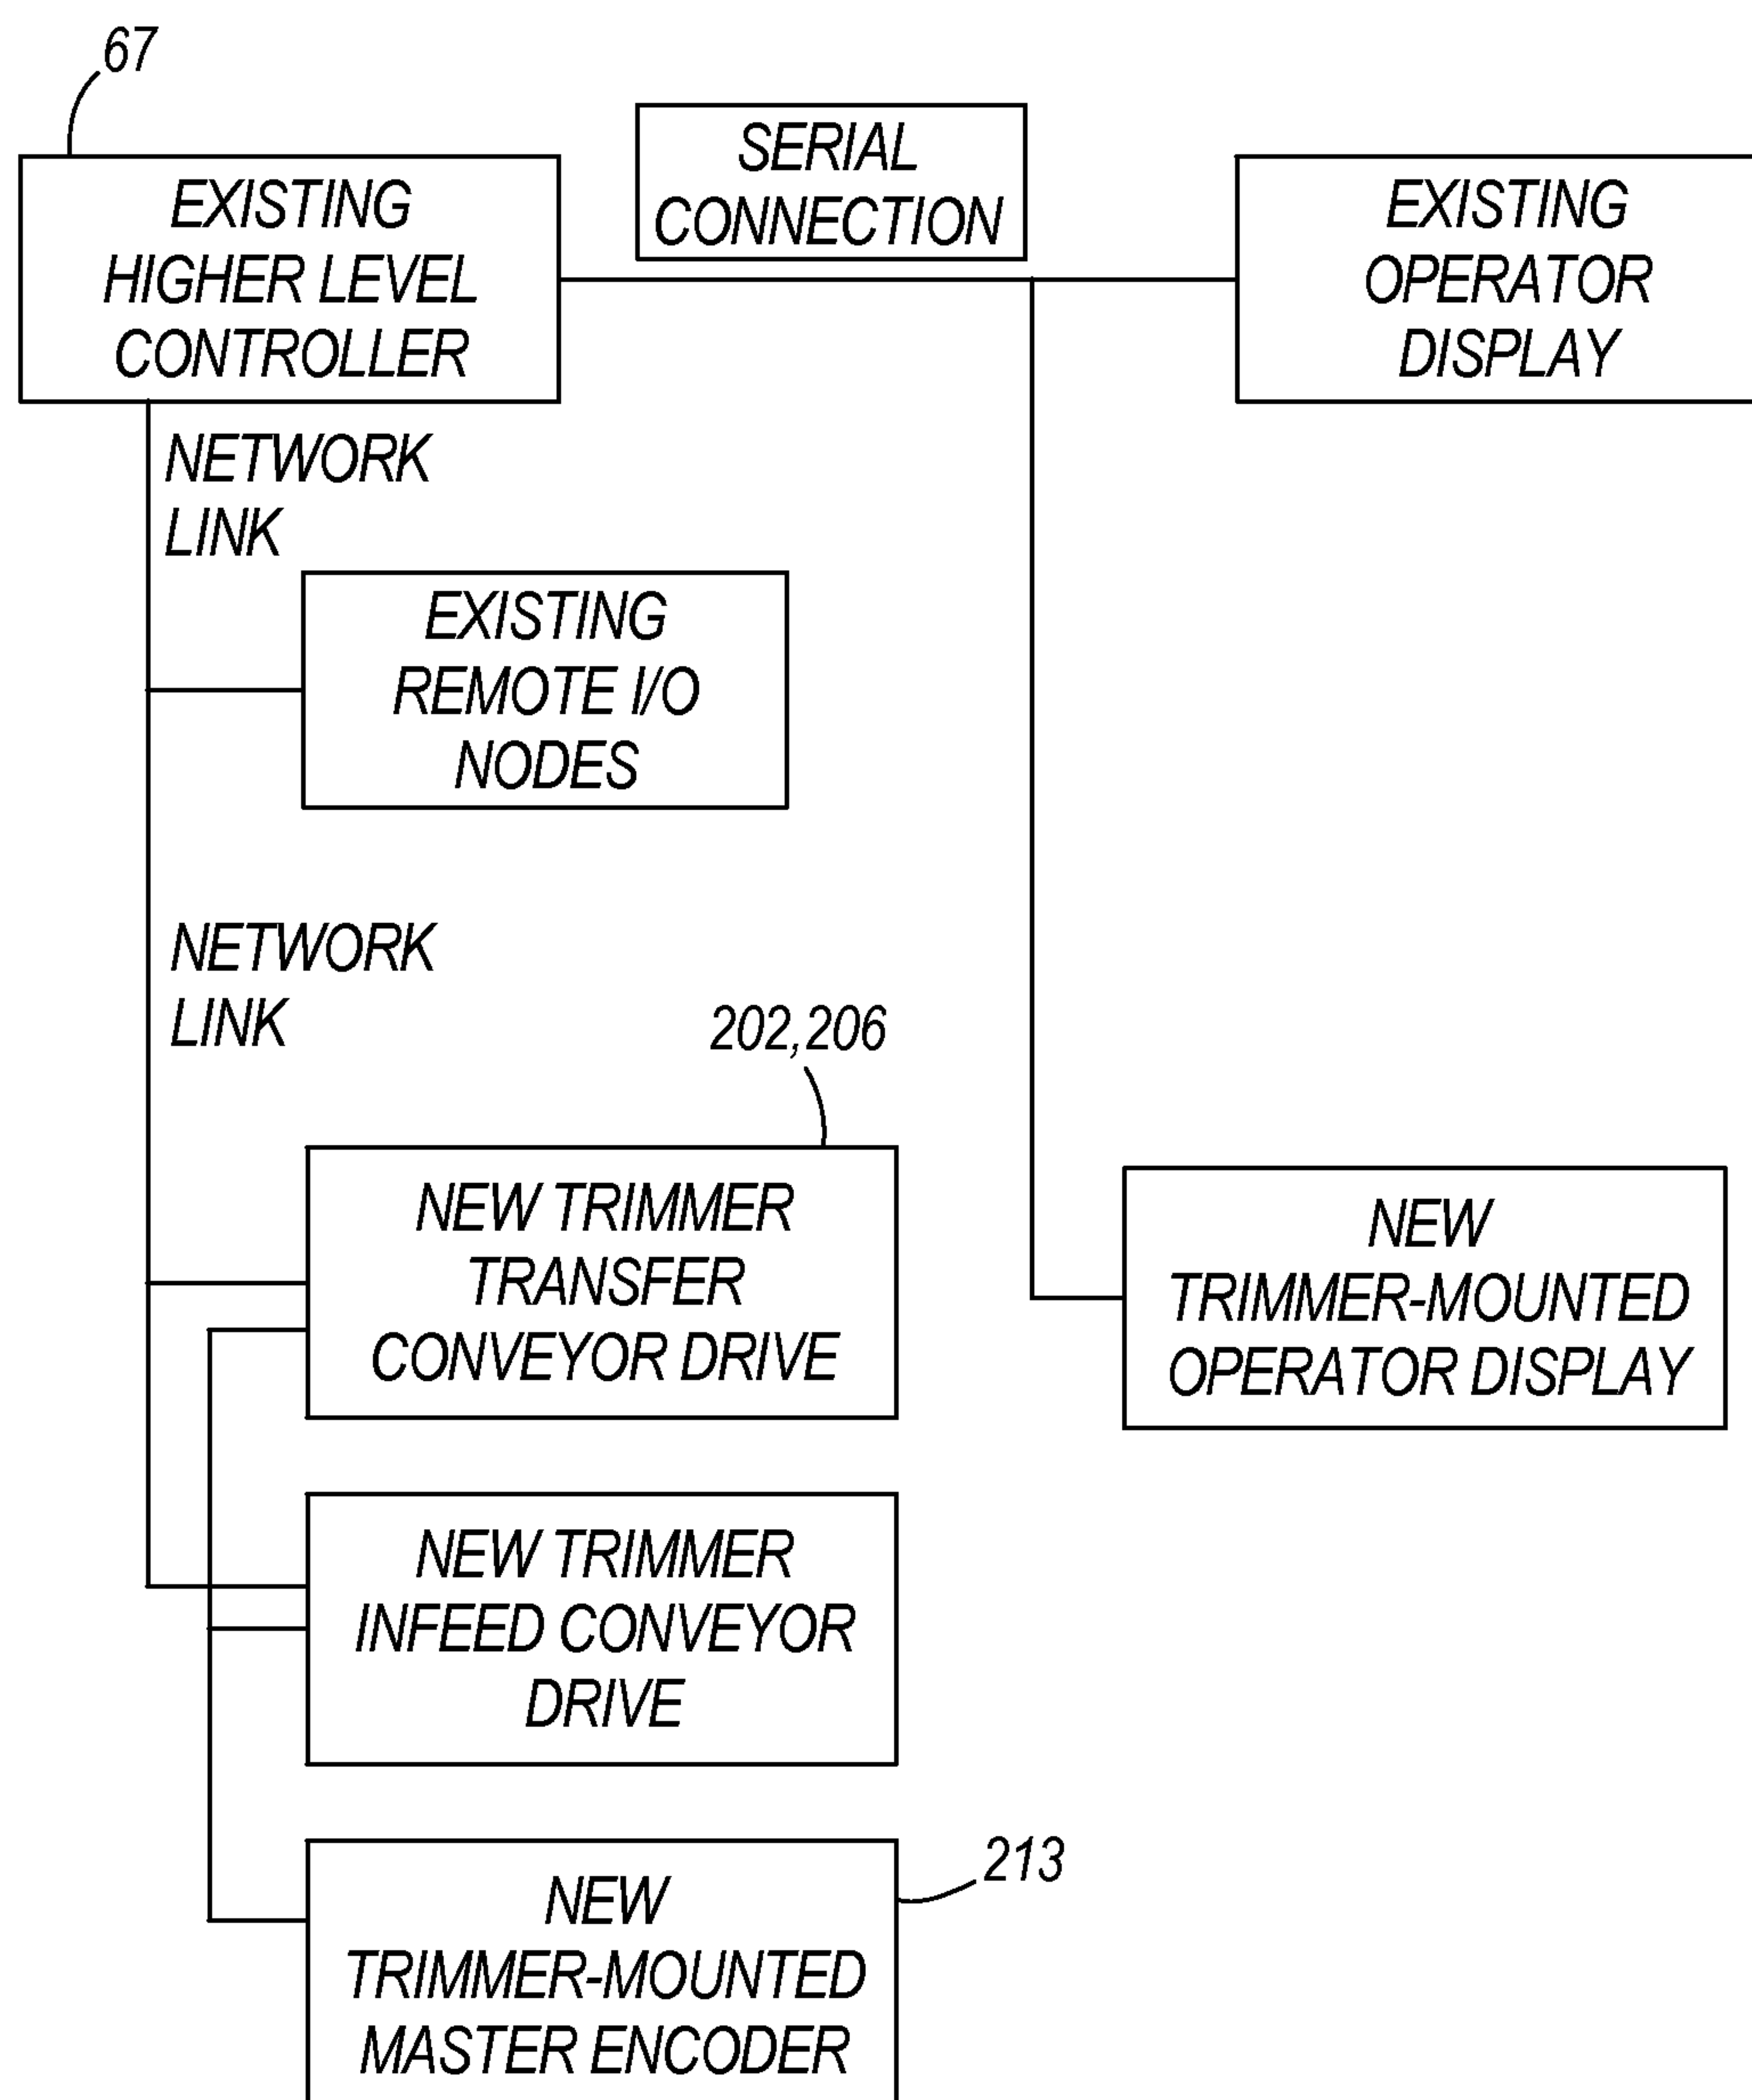 67
EXISTING
HIGHER LEVEL
CONTROLLER
SERIAL
CONNECTION
EXISTING
OPERATOR
DISPLAY
NETWORK
LINK
EXISTING
REMOTE I/O
NODES
NETWORK
LINK
202,206
NEW TRIMMER
TRANSFER
CONVEYOR DRIVE
NEW
TRIMMER-MOUNTED
OPERATOR DISPLAY
NEW TRIMMER
INFEED CONVEYOR
DRIVE
213
NEW
TRIMMER-MOUNTED
MASTER ENCODER